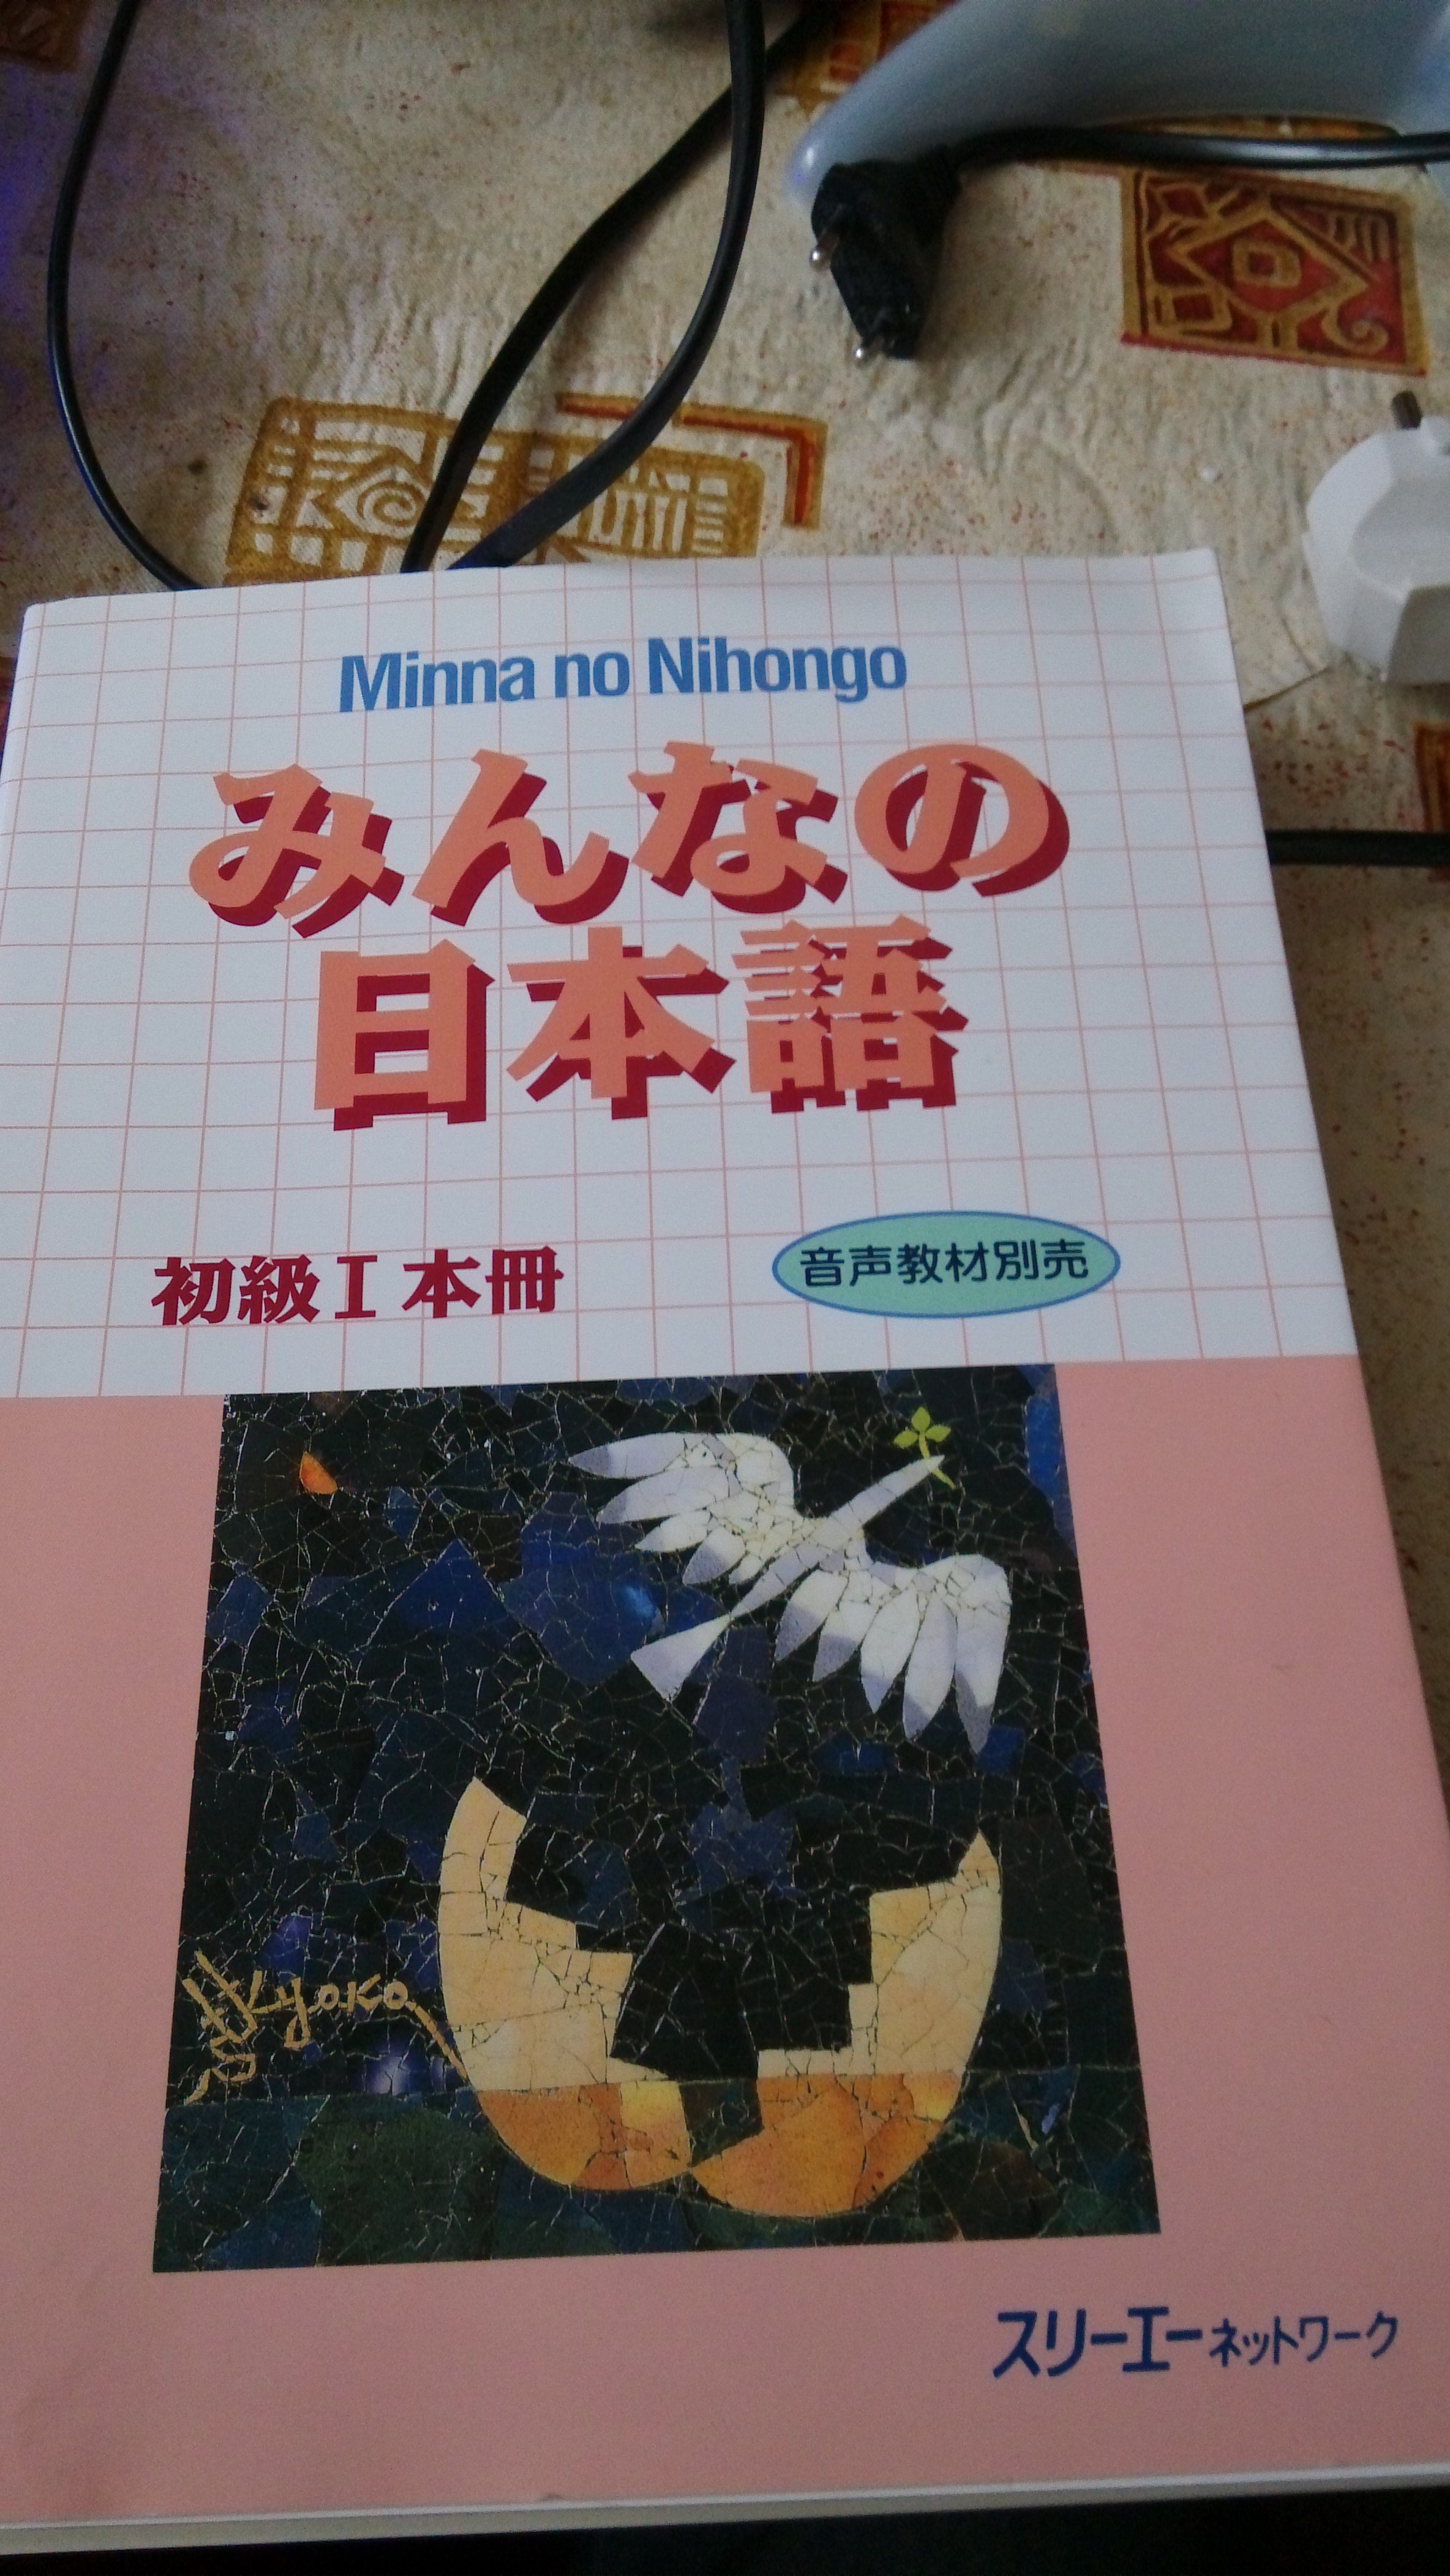 Minna no Nihongo
みんなの
日本語
初級Ⅰ本冊
音声教材別売
Kyoko
スリーエーネットワーク